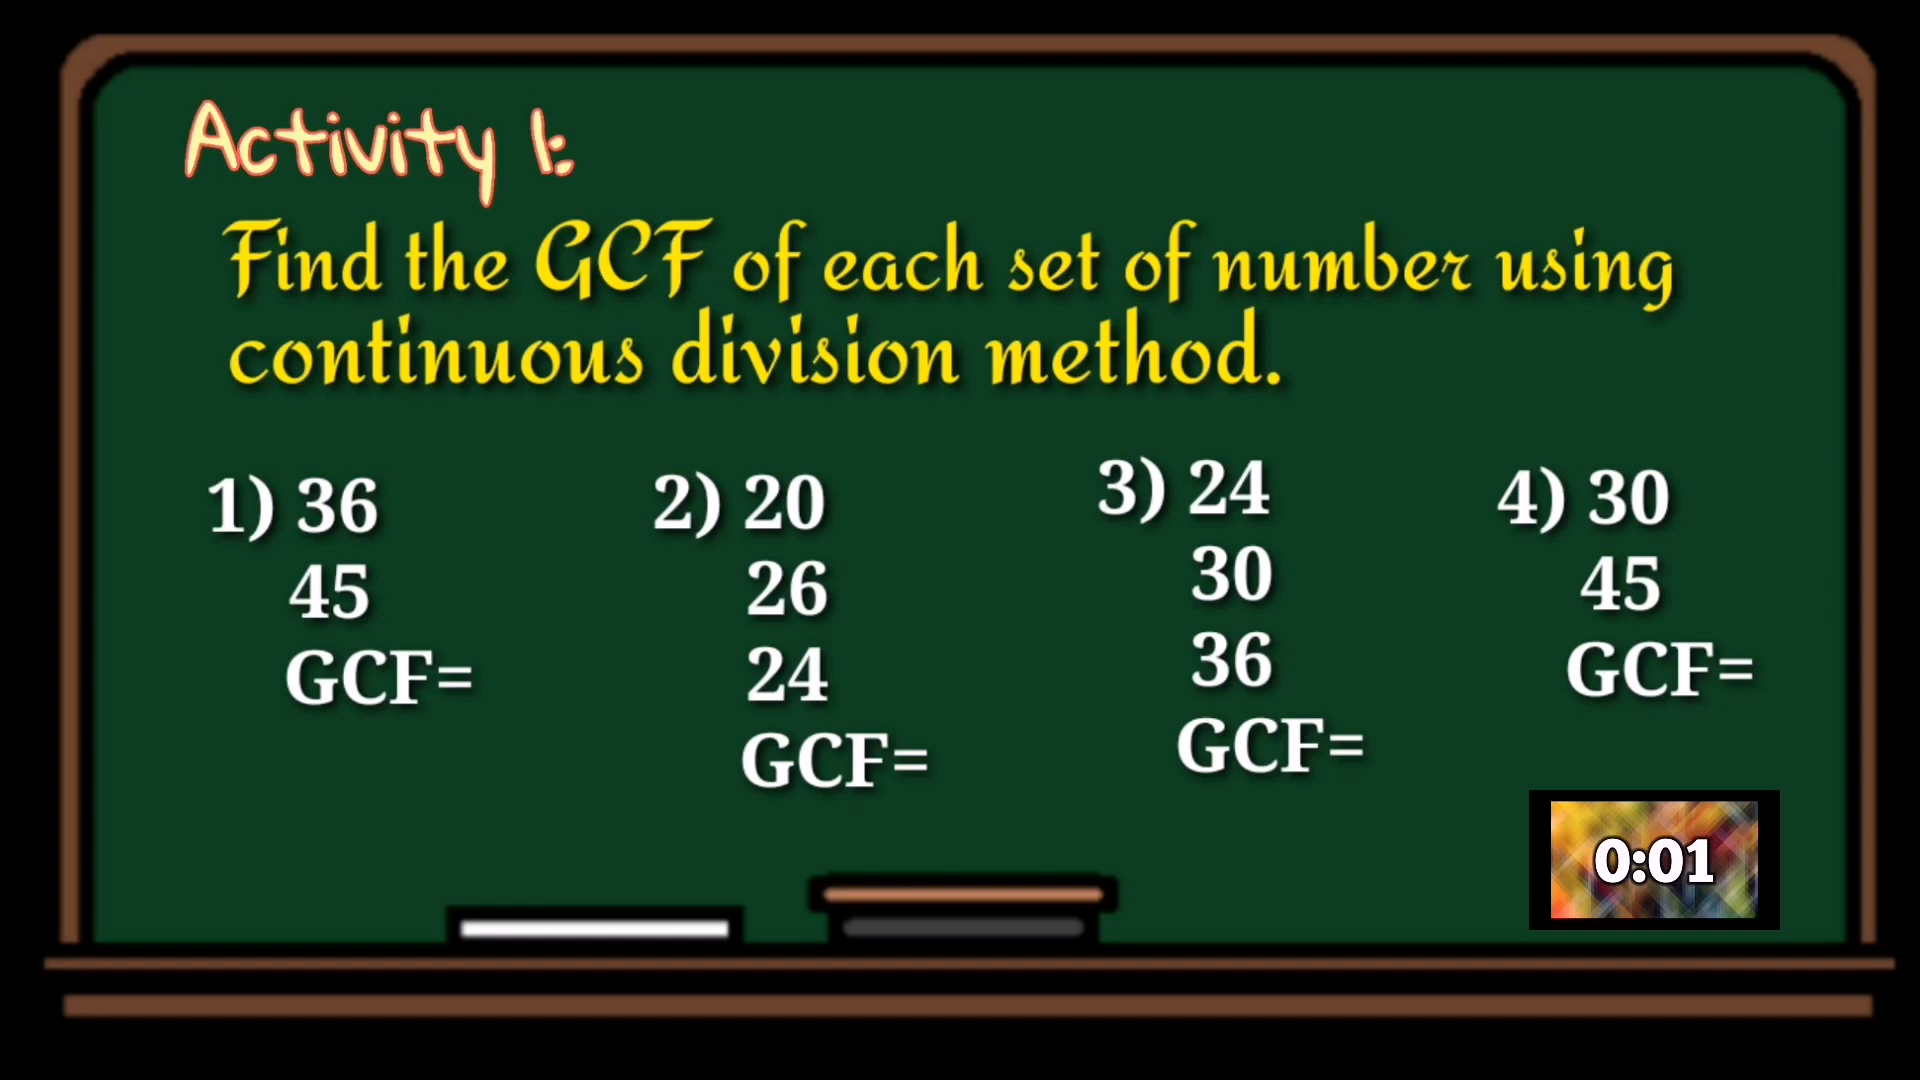 Activity 1:
Find the GCF of each set of number using
continuous division method.
1) 36
45
GCF=
2) 20
26
24
GCF=
3) 24
30
36
GCF=
4) 30
45
GCF=
0:01